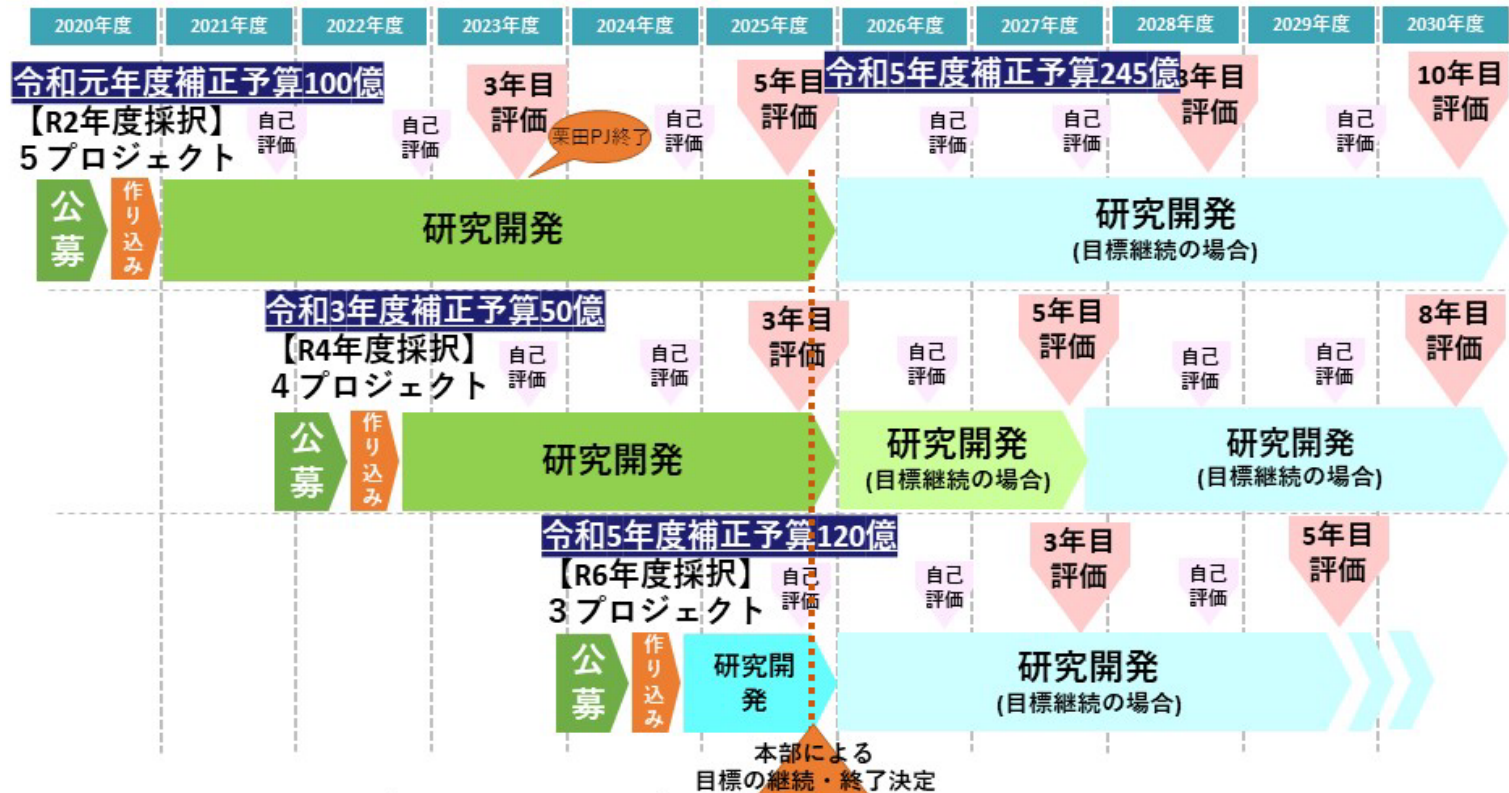 2020年度
2021年度
2022年度
2023年度
2024年度
2025年度
2026年度
2027年度
2028年度
2029年度
2030年度
令和元年度補正予算100億
【R2年度採択】
５プロジェクト
自己
評価
自己
評価
3年目
評価
栗田PJ終了
自己
評価
5年目
評価
令和5年度補正予算245億
自己
評価
自己
評価
3年目
評価
自己
評価
10年目
評価
公募
作り込み
研究開発
研究開発
(目標継続の場合)
令和3年度補正予算50億
【R4年度採択】
４プロジェクト
自己
評価
自己
評価
3年目
評価
自己
評価
5年目
評価
自己
評価
自己
評価
8年目
評価
公募
作り込み
研究開発
研究開発
(目標継続の場合)
研究開発
(目標継続の場合)
令和5年度補正予算120億
【R6年度採択】
３プロジェクト
自己
評価
自己
評価
3年目
評価
自己
評価
5年目
評価
公募
作り込み
研究開
発
研究開発
(目標継続の場合)
本部による
目標の継続・終了決定